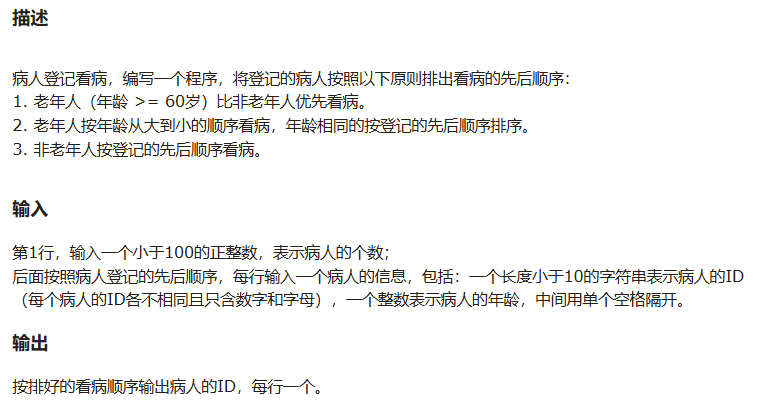 描述
病人登记看病，编写一个程序，将登记的病人按照以下原则排出看病的先后顺序：
1. 老年人（年龄 >= 60岁）比非老年人优先看病。
2. 老年人按年龄从大到小的顺序看病，年龄相同的按登记的先后顺序排序。
3. 非老年人按登记的先后顺序看病。
输入
第1行，输入一个小于100的正整数，表示病人的个数；
后面按照病人登记的先后顺序，每行输入一个病人的信息，包括：一个长度小于10的字符串表示病人的ID
（每个病人的ID各不相同且只含数字和字母），一个整数表示病人的年龄，中间用单个空格隔开。
输出
按排好的看病顺序输出病人的ID，每行一个。